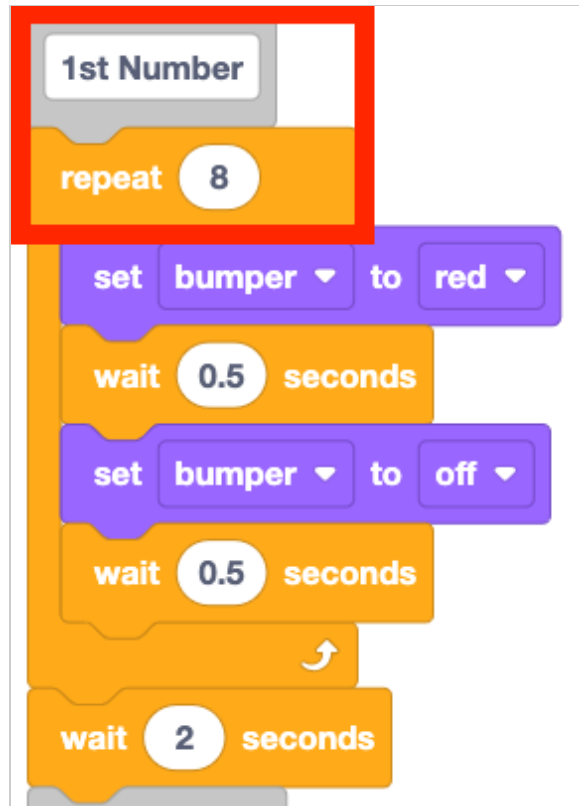 1st Number
repeat 8
set bumper to red
wait 0.5 seconds
set bumper to off
wait 0.5 seconds
wait 2 seconds